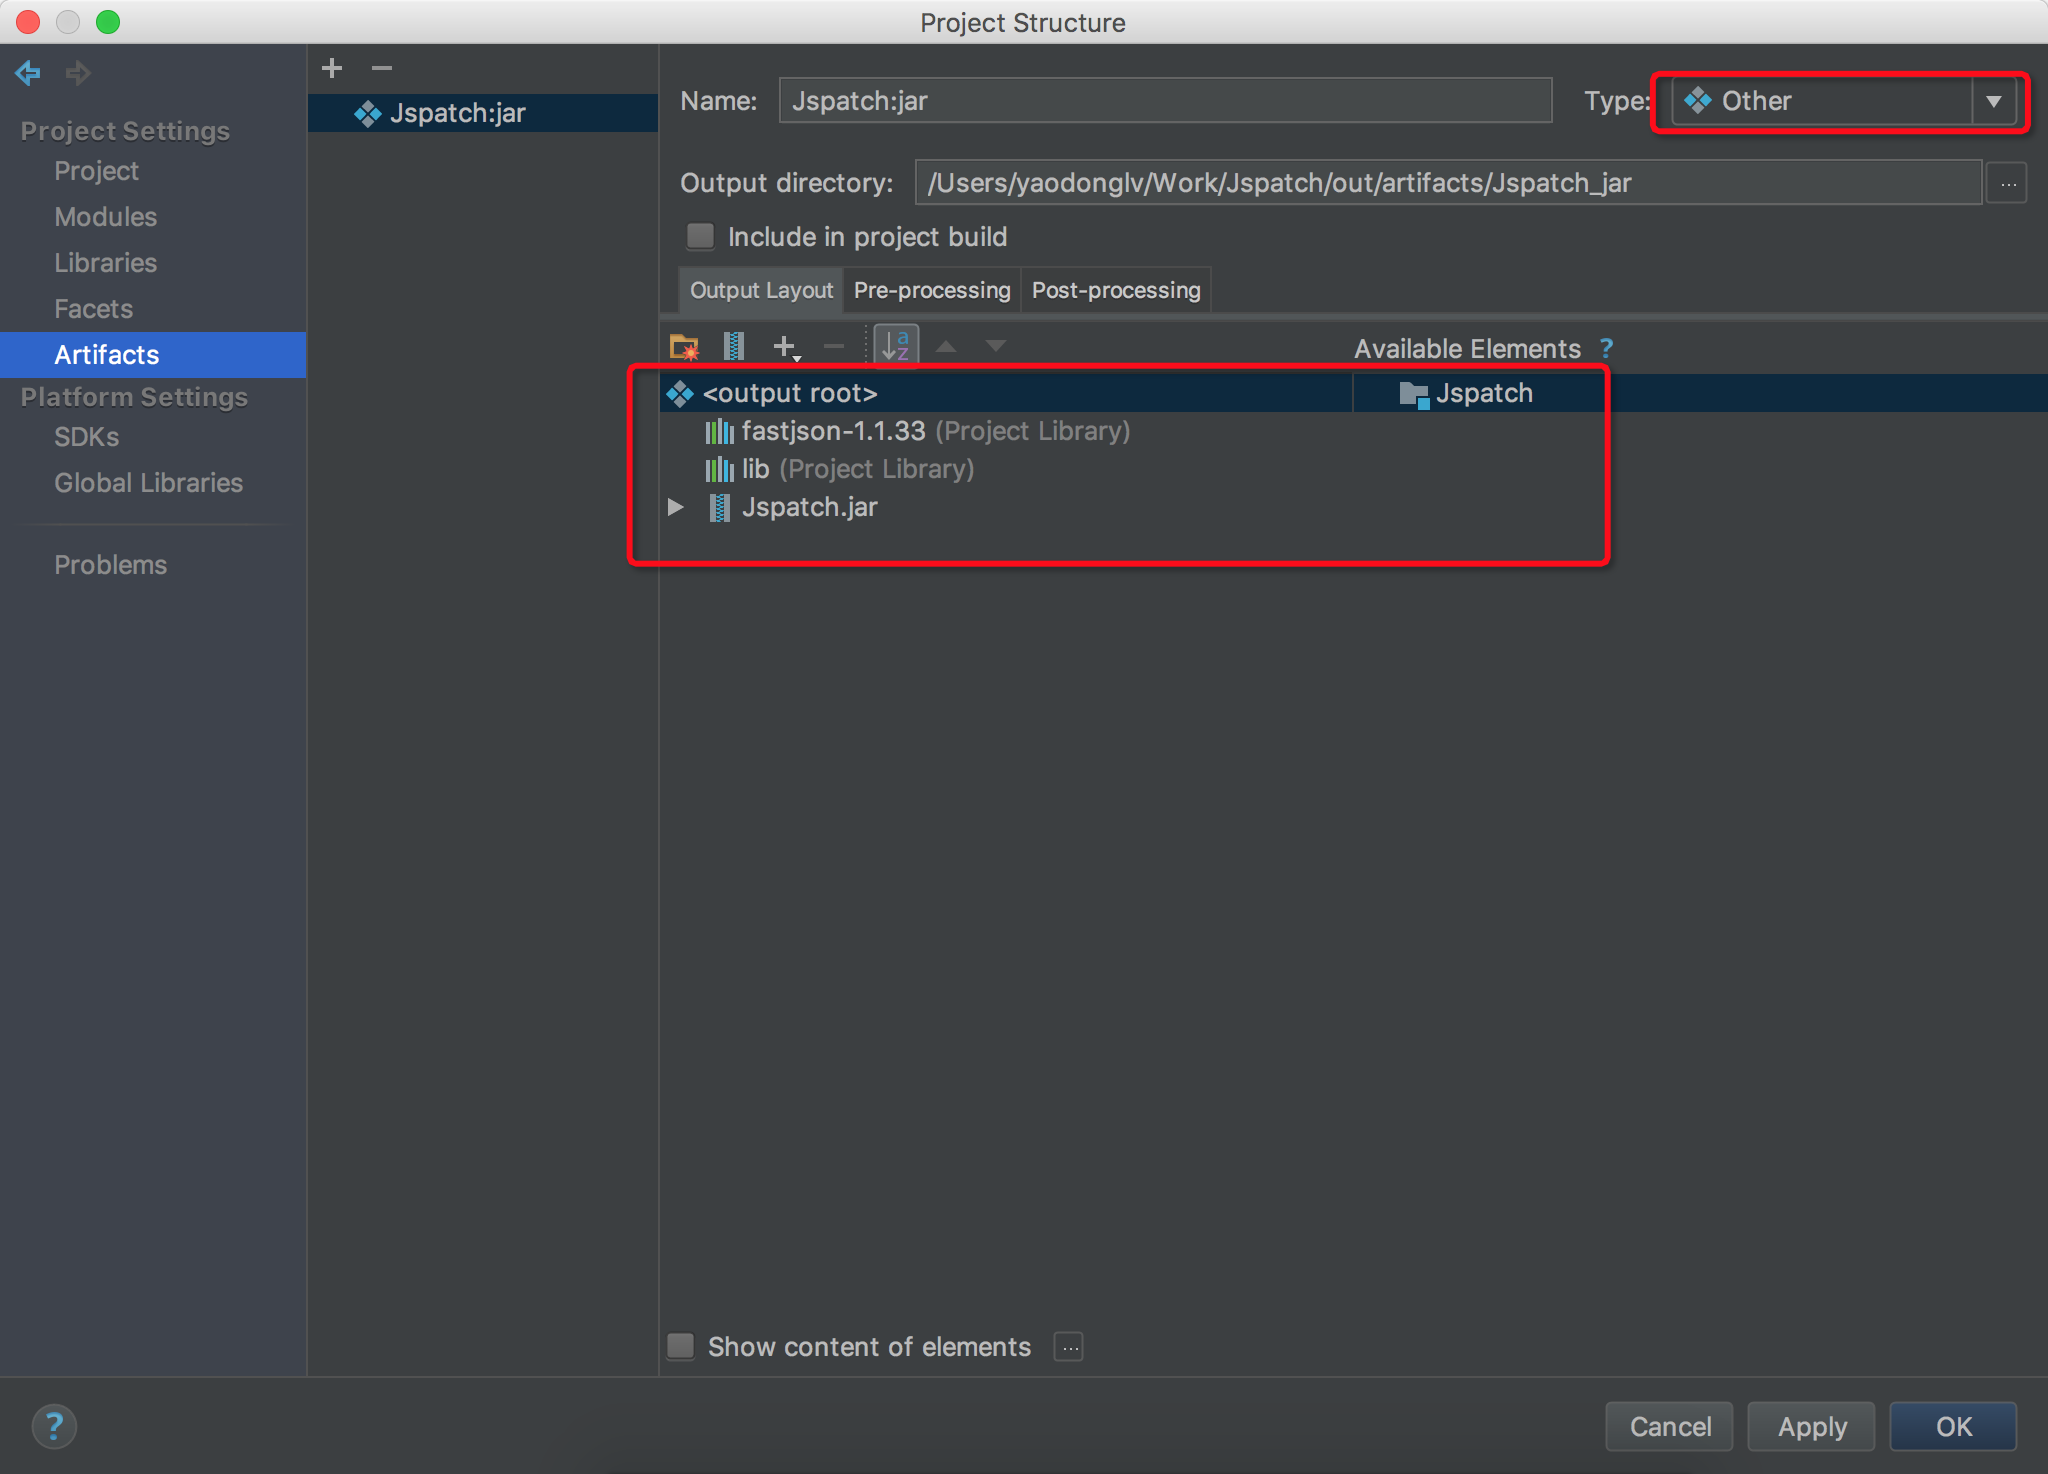 Project Structure
Project Settings
Project
Modules
Libraries
Facets
Artifacts
Platform Settings
SDKs
Global Libraries
Problems
Jspatch:jar
Name: Jspatch:jar
Type: Other
Output directory: /Users/yaodonglv/Work/Jspatch/out/artifacts/Jspatch_jar ...
Include in project build
Output Layout Pre-processing Post-processing
a
z
Available Elements ?
<output root>
Jspatch
fastjson-1.1.33 (Project Library)
lib (Project Library)
Jspatch.jar
Show content of elements ...
? Cancel Apply OK